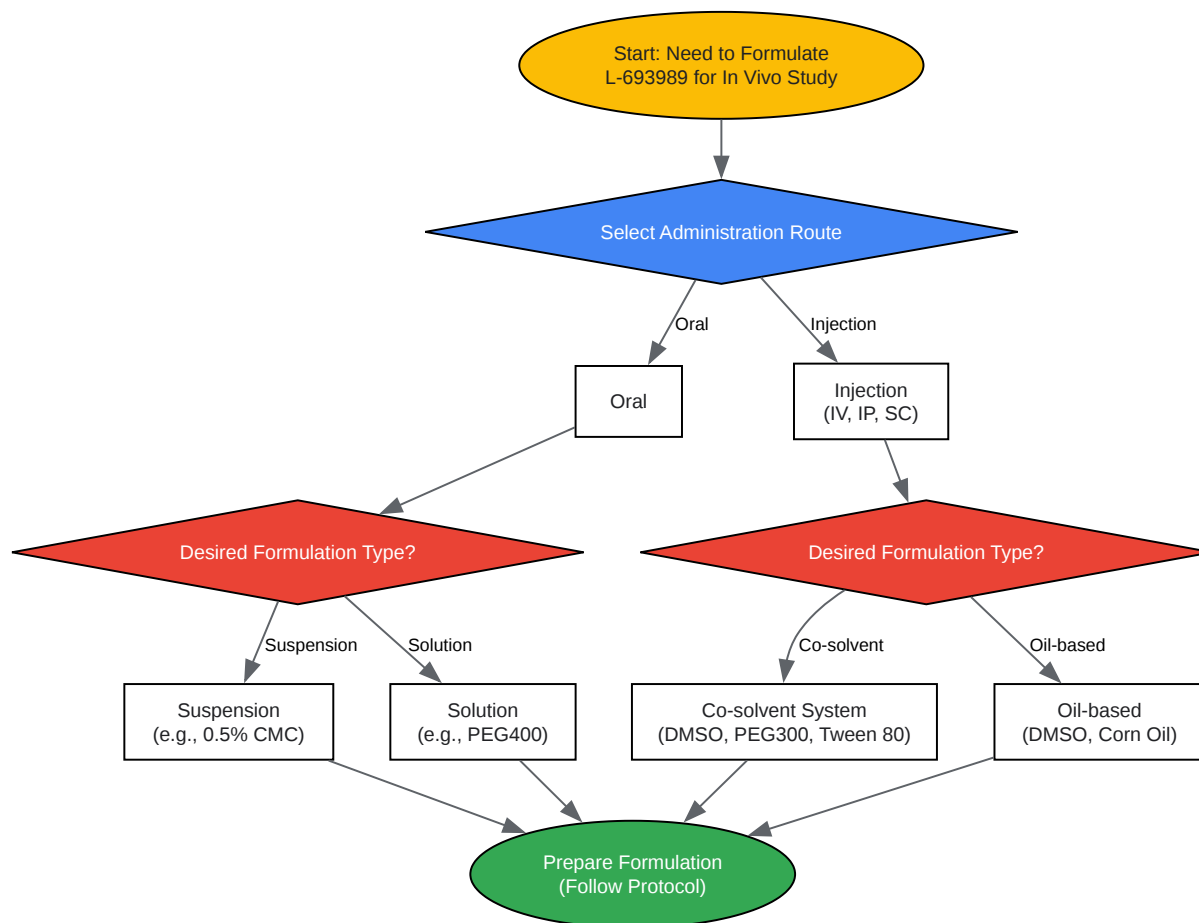 Start: Need to Formulate
L-693989 for In Vivo Study
Select Administration Route
Oral
Injection
Oral
Injection
(IV, IP, SC)
Desired Formulation Type?
Desired Formulation Type?
Suspension
Solution
Co-solvent
Oil-based
Suspension
(e.g., 0.5% CMC)
Solution
(e.g., PEG400)
Co-solvent System
(DMSO, PEG300, Tween 80)
Oil-based
(DMSO, Corn Oil)
Prepare Formulation
(Follow Protocol)